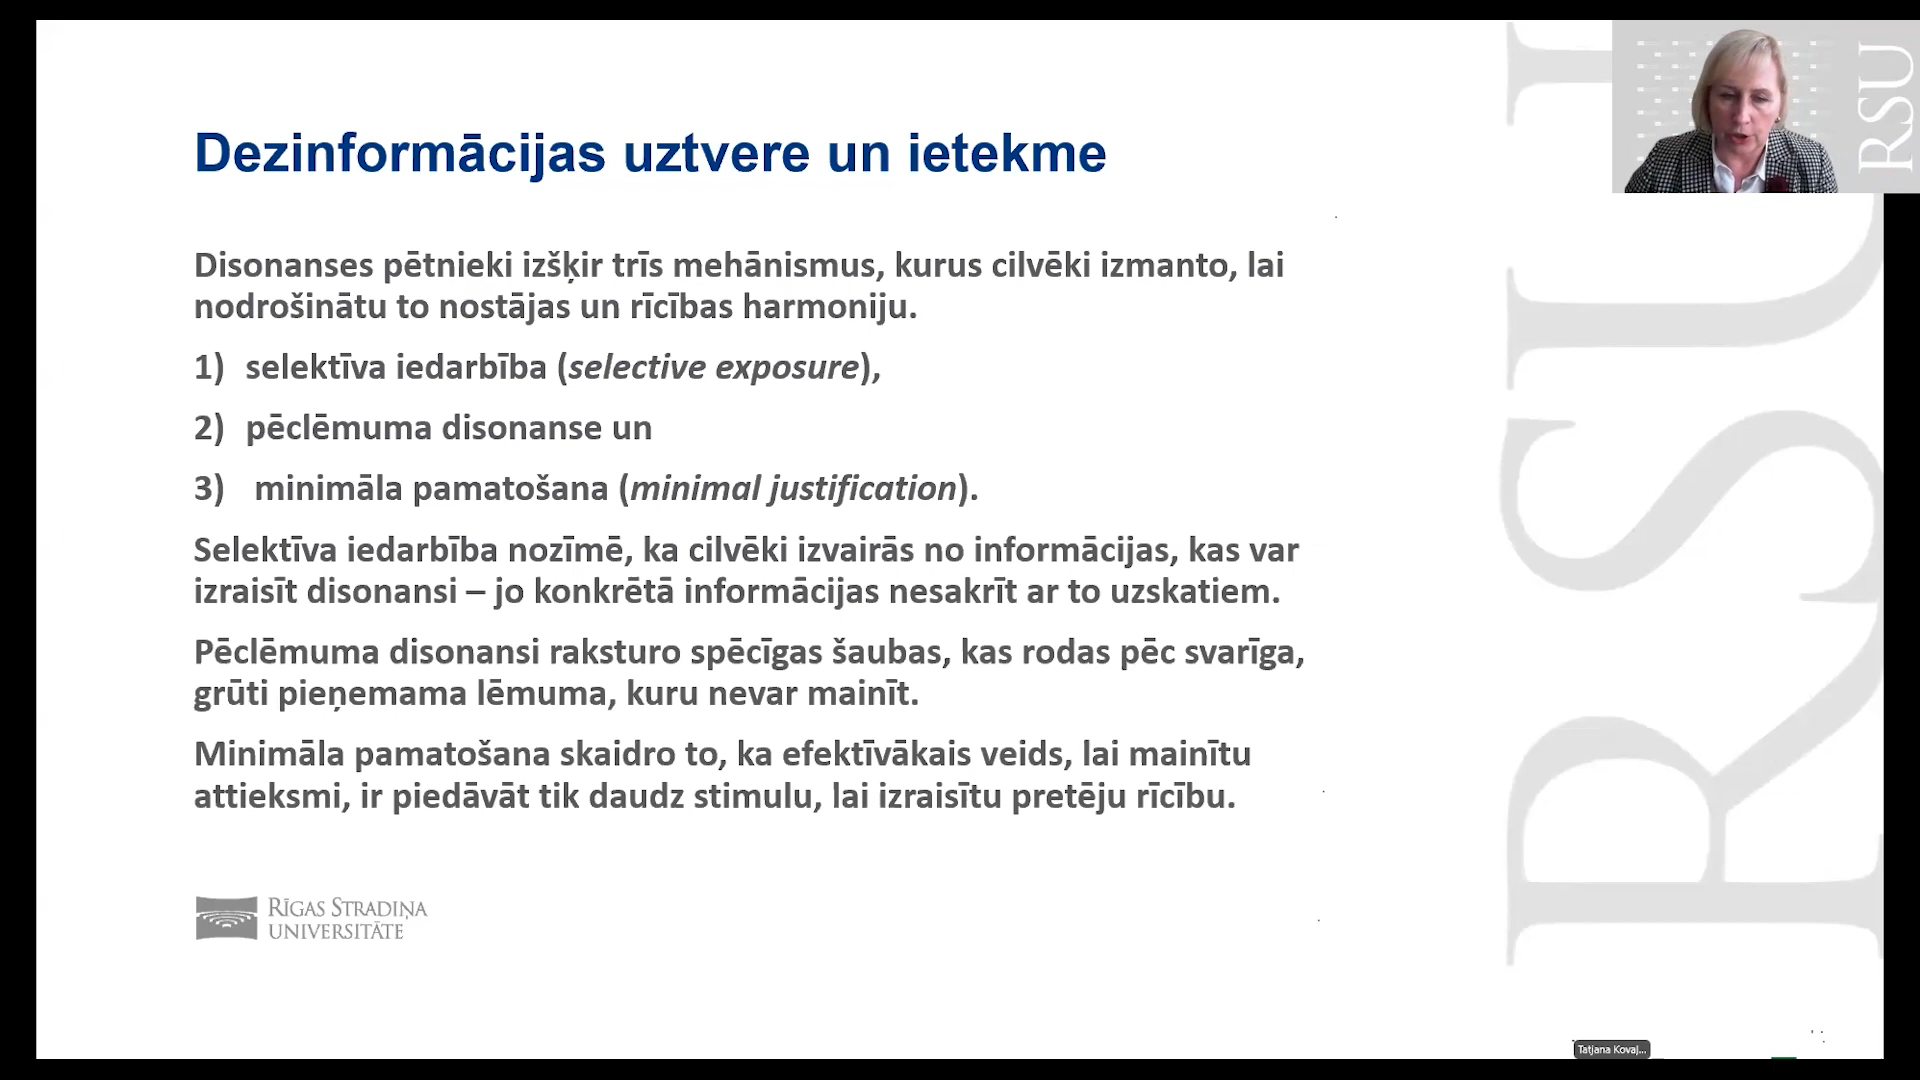 Dezinformācijas uztvere un ietekme
Disonanses pētnieki izšķir trīs mehānismus, kurus cilvēki izmanto, lai
nodrošinātu to nostājas un rīcības harmoniju.
1) selektīva iedarbība (selective exposure),
2) pēclēmuma disonanse un
3) minimāla pamatošana (minimal justification).
Selektīva iedarbība nozīmē, ka cilvēki izvairās no informācijas, kas var
izraisīt disonansi – jo konkrētā informācijas nesakrīt ar to uzskatiem.
Pēclēmuma disonansi raksturo spēcīgas šaubas, kas rodas pēc svarīga,
grūti pieņemama lēmuma, kuru nevar mainīt.
Minimāla pamatošana skaidro to, ka efektīvākais veids, lai mainītu
attieksmi, ir piedāvāt tik daudz stimulu, lai izraisītu pretēju rīcību.
RĪGAS STRADIŅA
UNIVERSITĀTE
RSU
RSU
Tatjana Kovaļ...